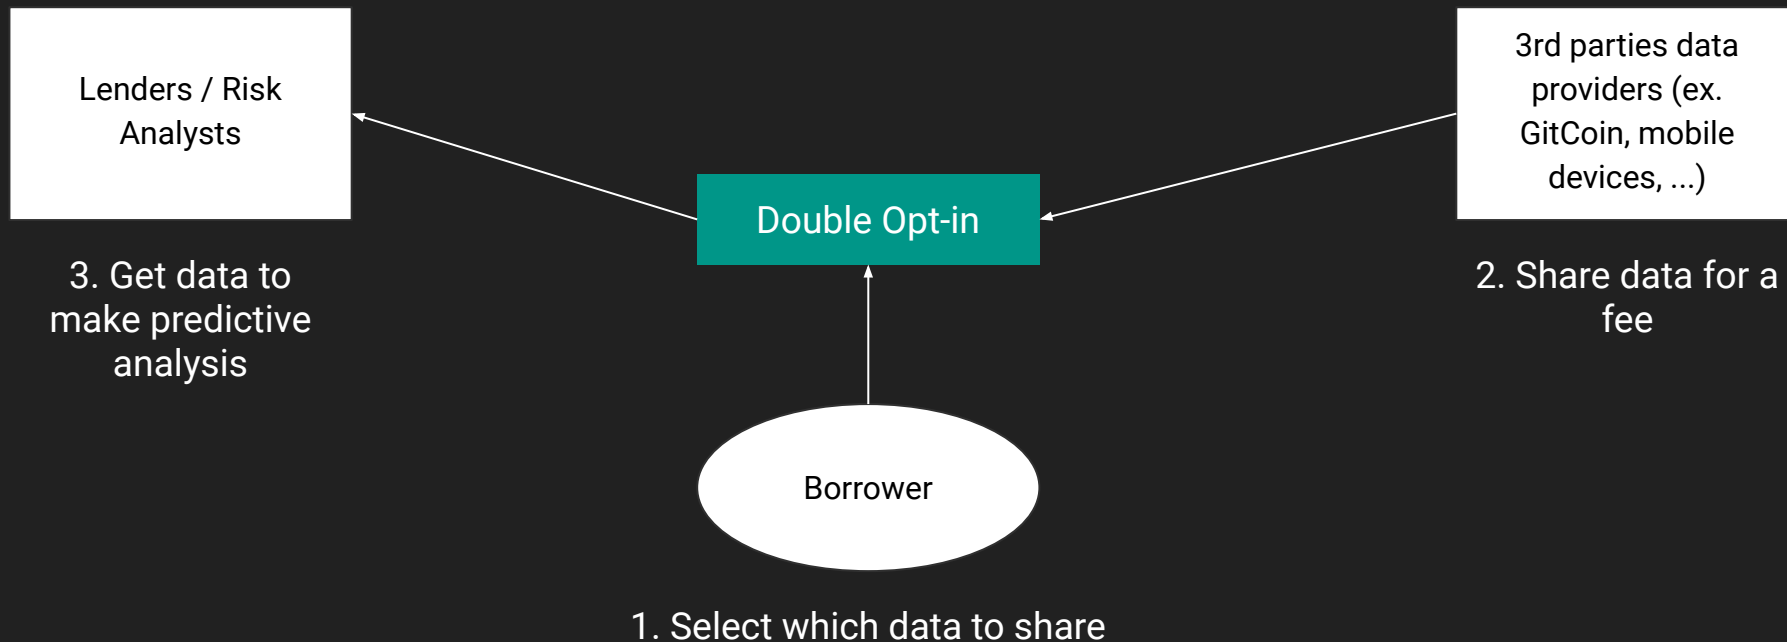 Lenders / Risk
Analysts
3rd parties data
providers (ex.
GitCoin, mobile
devices, ...)
Double Opt-in
3. Get data to
make predictive
analysis
2. Share data for a
fee
Borrower
1. Select which data to share